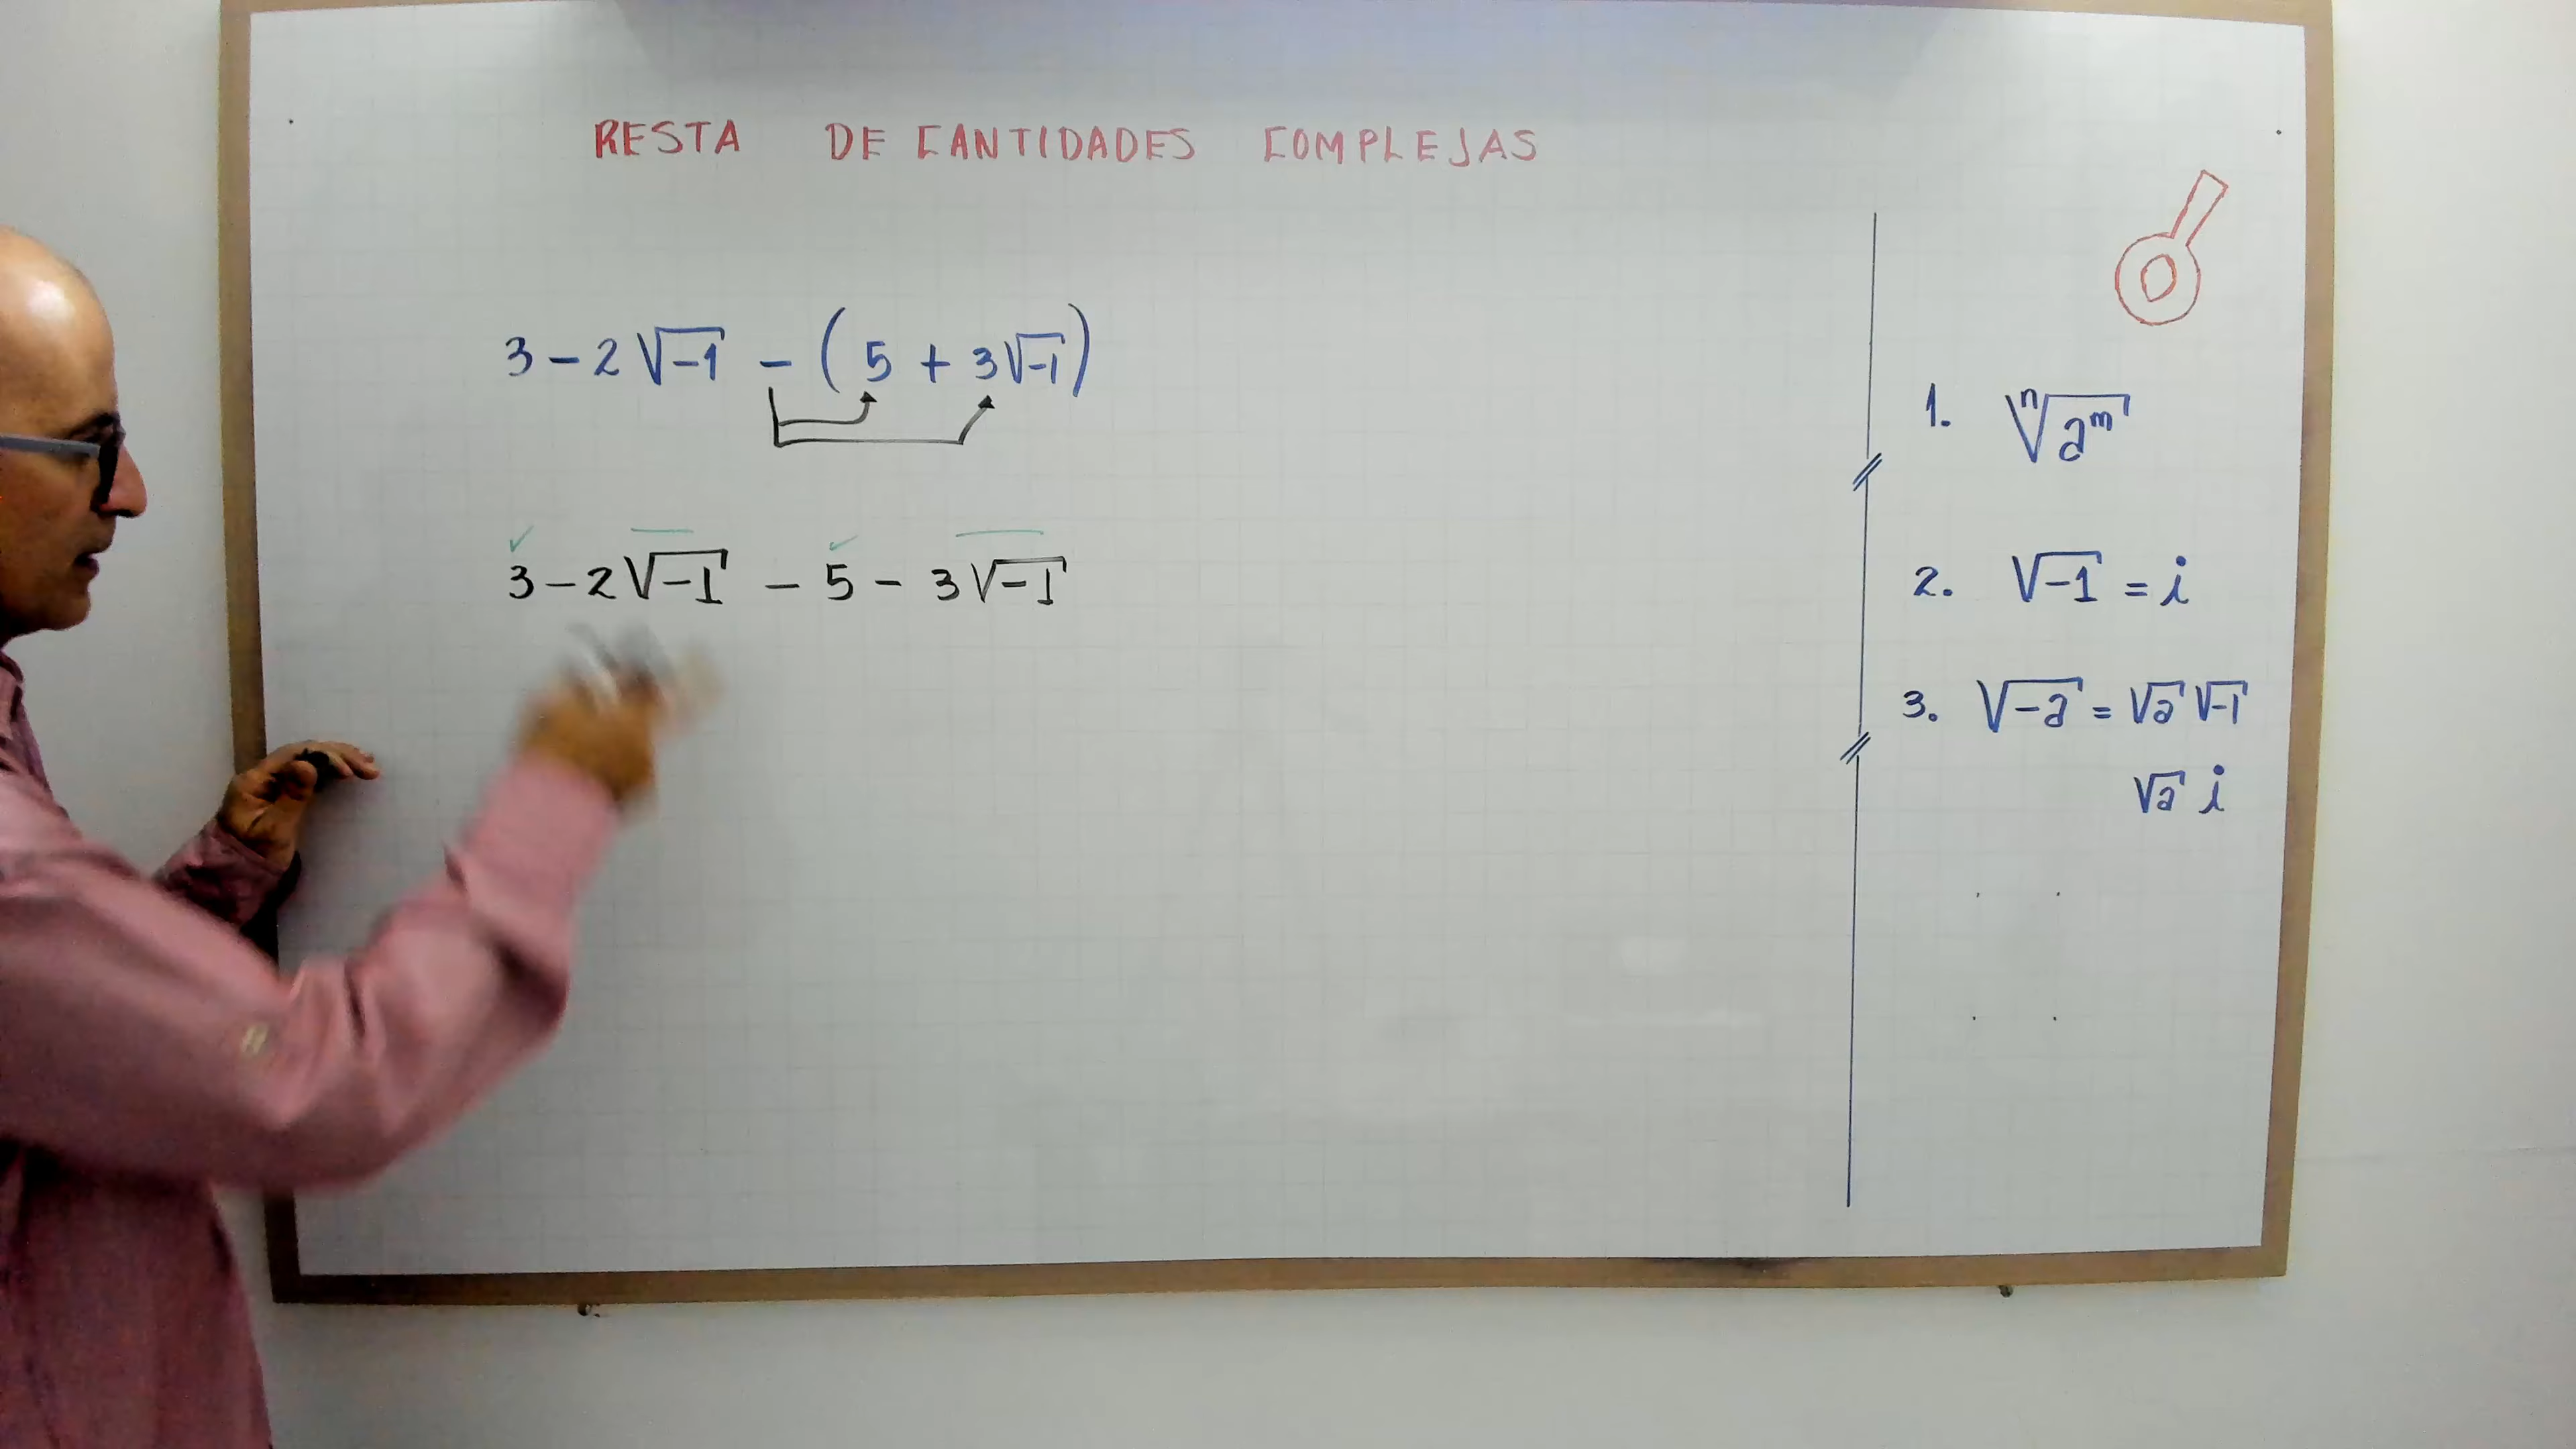 RESTA DE CANTIDADES COMPLEJAS
3 - 2√-1 - (5 + 3√-1)
3 - 2√-1 - 5 - 3√-1
1. ⁿ√aᵐ
2. √-1 = i
3. √-a = √a √-1
√a i